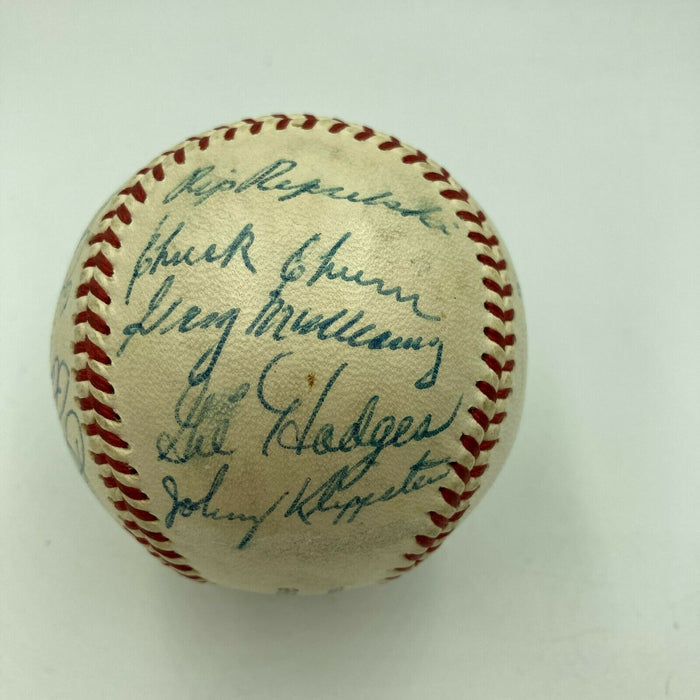 Rip Repulski
Chuck Churn
Greg Mulleavy
Gil Hodges
Johnny Klippstein